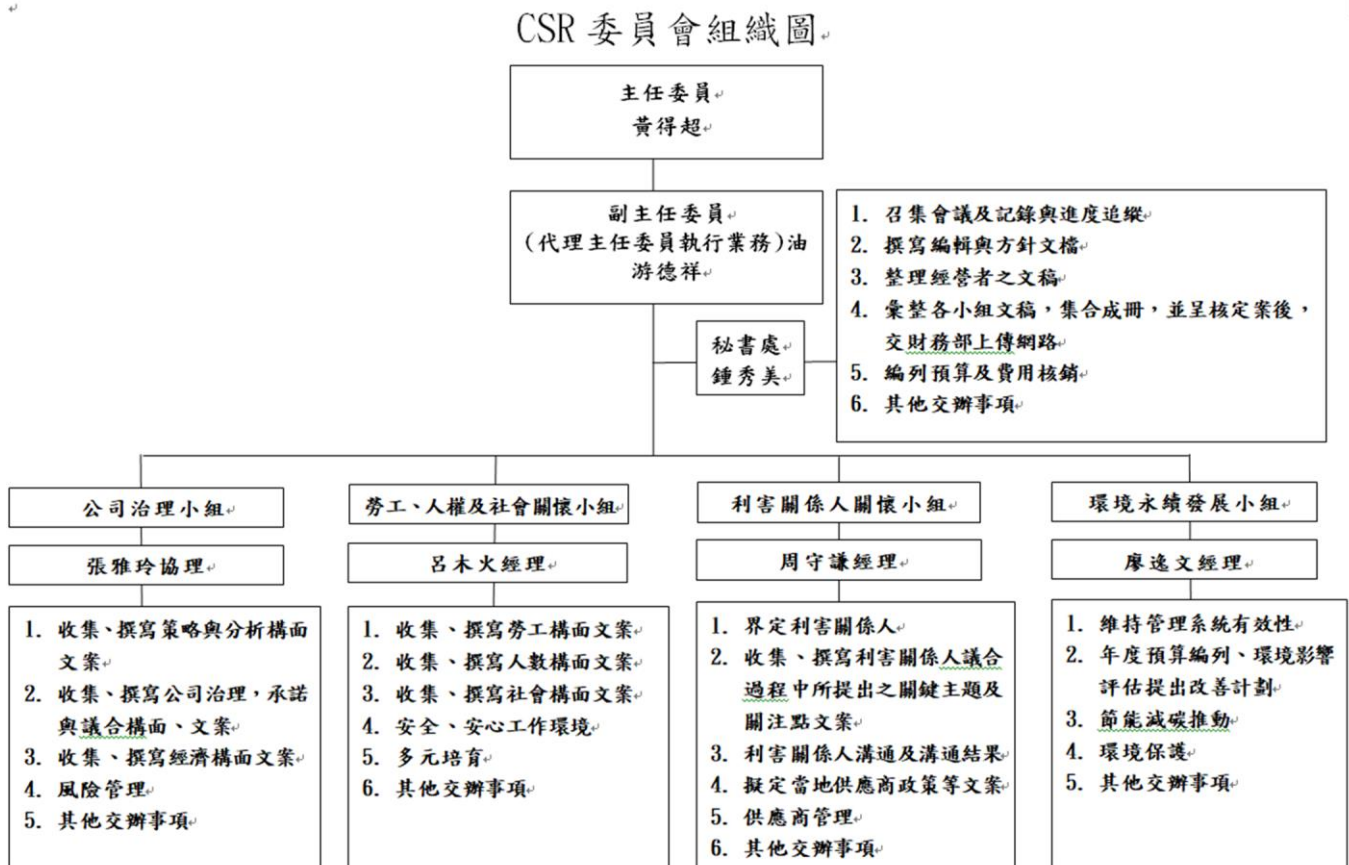 CSR 委員會組織圖
主任委員
黃得超
副主任委員
(代理主任委員執行業務)油
游德祥
1. 召集會議及記錄與進度追縱
2. 撰寫編輯與方針文檔
3. 整理經營者之文稿
4. 彙整各小組文稿，集合成冊，並呈核定案後，
交財務部上傳網路
5. 編列預算及費用核銷
6. 其他交辦事項
秘書處
鍾秀美
公司治理小組
張雅玲協理
1. 收集、撰寫策略與分析構面
文案
2. 收集、撰寫公司治理，承諾
與議合構面、文案
3. 收集、撰寫經濟構面文案
4. 風險管理
5. 其他交辦事項
勞工、人權及社會關懷小組
呂木火經理
1. 收集、撰寫勞工構面文案
2. 收集、撰寫人數構面文案
3. 收集、撰寫社會構面文案
4. 安全、安心工作環境
5. 多元培育
6. 其他交辦事項
利害關係人關懷小組
周守謙經理
1. 界定利害關係人
2. 收集、撰寫利害關係人議合
過程中所提出之關鍵主題及
關注點文案
3. 利害關係人溝通及溝通結果
4. 擬定當地供應商政策等文案
5. 供應商管理
6. 其他交辦事項
環境永續發展小組
廖逸文經理
1. 維持管理系統有效性
2. 年度預算編列、環境影響
評估提出改善計劃
3. 節能減碳推動
4. 環境保護
5. 其他交辦事項